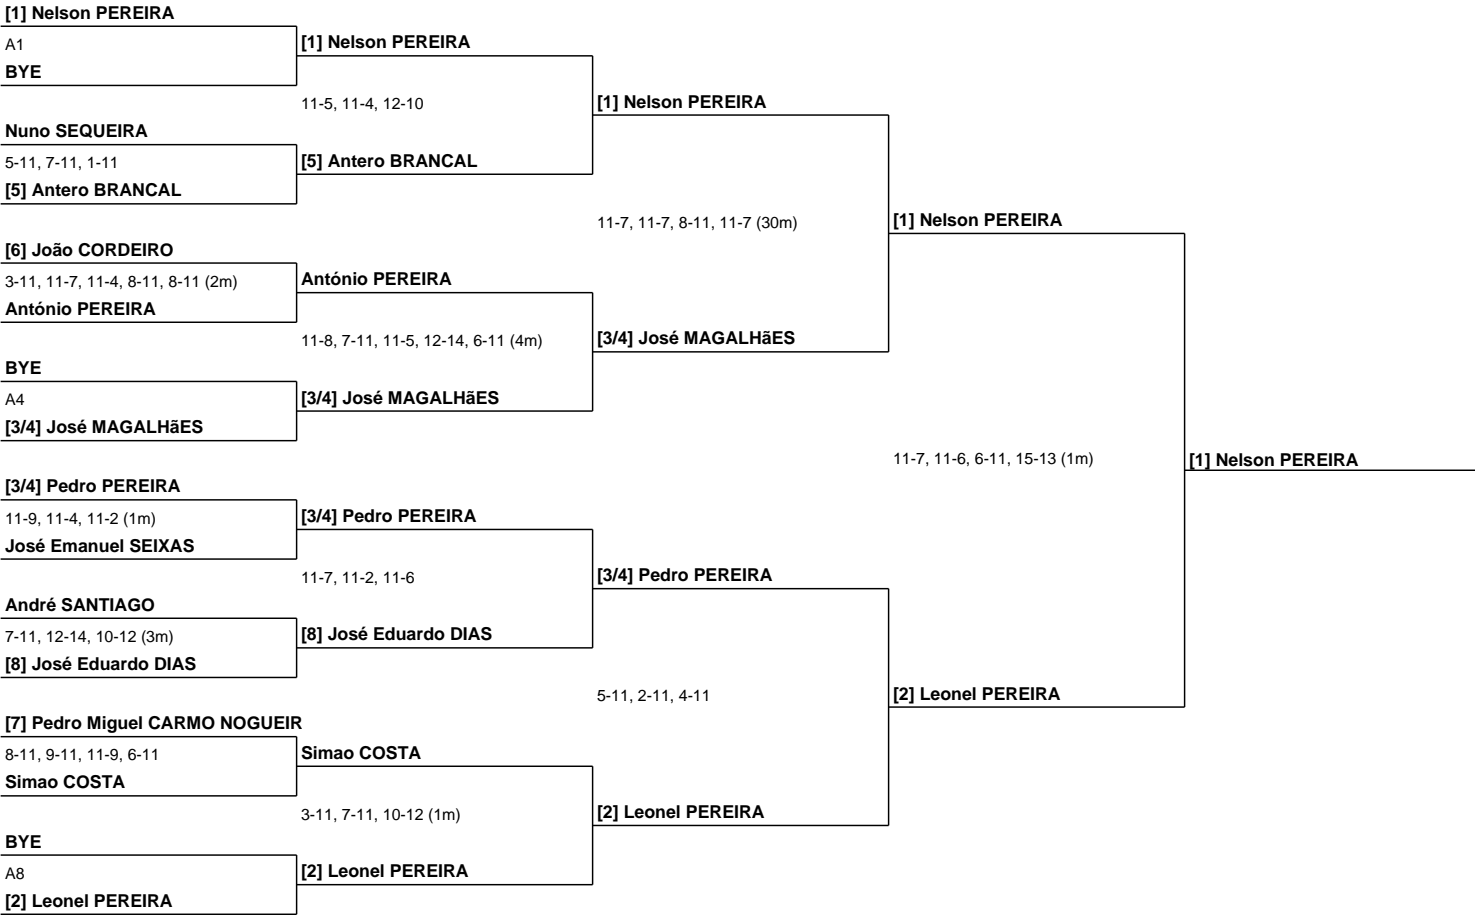 [1] Nelson PEREIRA
A1
BYE
Nuno SEQUEIRA
5-11, 7-11, 1-11
[5] Antero BRANCAL
[6] João CORDEIRO
3-11, 11-7, 11-4, 8-11, 8-11 (2m)
António PEREIRA
BYE
A4
[3/4] José MAGALHãES
[3/4] Pedro PEREIRA
11-9, 11-4, 11-2 (1m)
José Emanuel SEIXAS
André SANTIAGO
7-11, 12-14, 10-12 (3m)
[8] José Eduardo DIAS
[7] Pedro Miguel CARMO NOGUEIR
8-11, 9-11, 11-9, 6-11
Simao COSTA
BYE
A8
[2] Leonel PEREIRA
[1] Nelson PEREIRA
11-5, 11-4, 12-10
[5] Antero BRANCAL
António PEREIRA
11-8, 7-11, 11-5, 12-14, 6-11 (4m)
[3/4] José MAGALHãES
[3/4] Pedro PEREIRA
11-7, 11-2, 11-6
[8] José Eduardo DIAS
Simao COSTA
3-11, 7-11, 10-12 (1m)
[2] Leonel PEREIRA
[1] Nelson PEREIRA
11-7, 11-7, 8-11, 11-7 (30m)
[3/4] José MAGALHãES
[3/4] Pedro PEREIRA
5-11, 2-11, 4-11
[2] Leonel PEREIRA
[1] Nelson PEREIRA
11-7, 11-6, 6-11, 15-13 (1m)
[2] Leonel PEREIRA
[1] Nelson PEREIRA